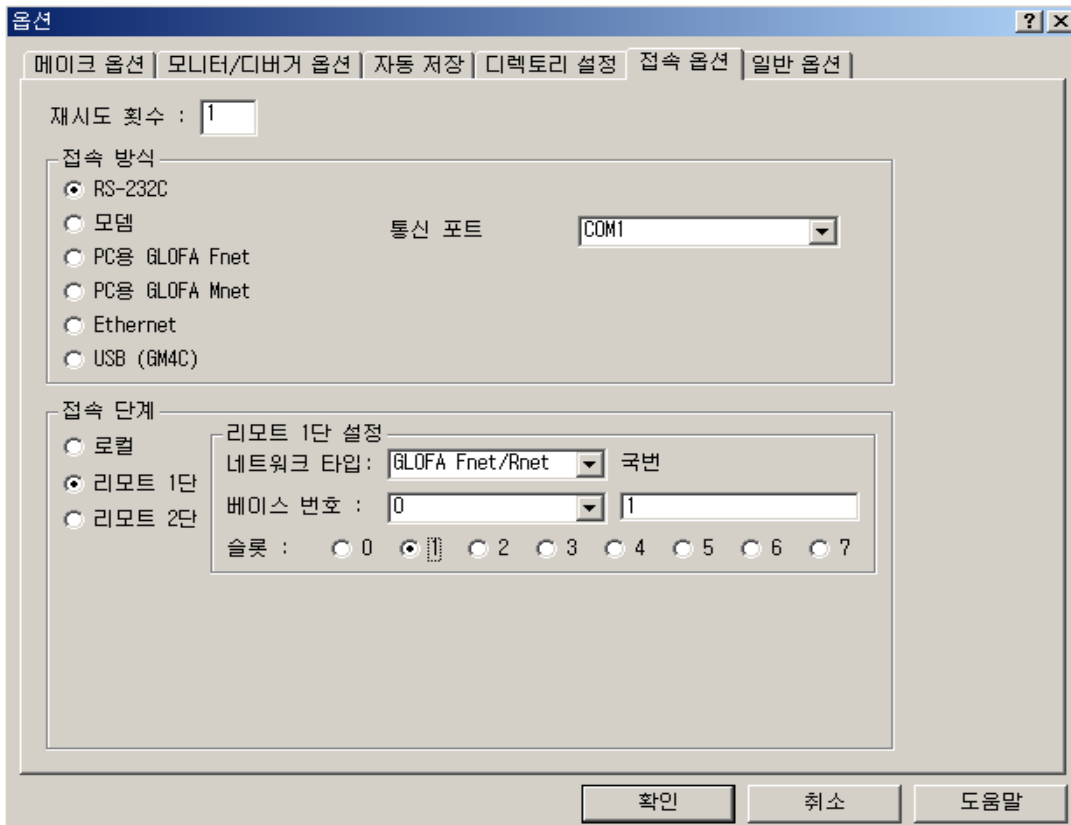 옵션
메이크 옵션 모니터/디버거 옵션 자동 저장 디렉토리 설정 접속 옵션 일반 옵션
재시도 횟수 : 1
접속 방식
RS-232C
모뎀
통신 포트 COM1
PC용 GLOFA Fnet
PC용 GLOFA Mnet
Ethernet
USB (GM4C)
접속 단계
로컬
리모트 1단
리모트 2단
리모트 1단 설정
네트워크 타입: GLOFA Fnet/Rnet 국번
베이스 번호 : 0 1
슬롯 : 0 1 2 3 4 5 6 7
확인 취소 도움말